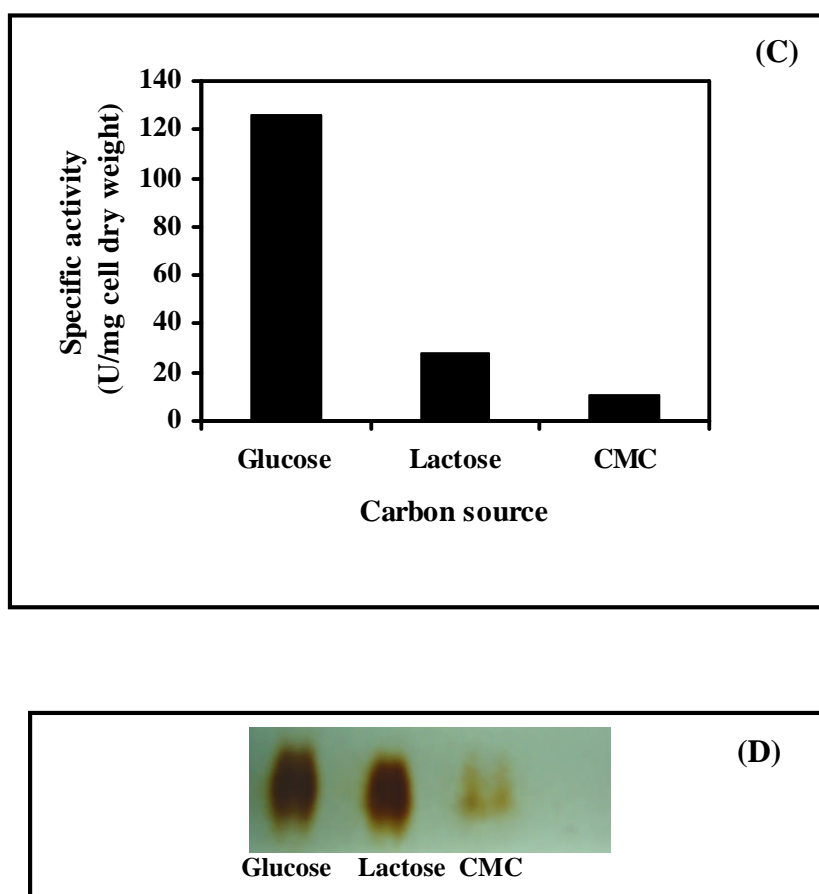 (C)
140
120
100
80
60
40
20
0
Specific activity
(U/mg cell dry weight)
Glucose Lactose CMC
Carbon source
(D)
Glucose Lactose CMC